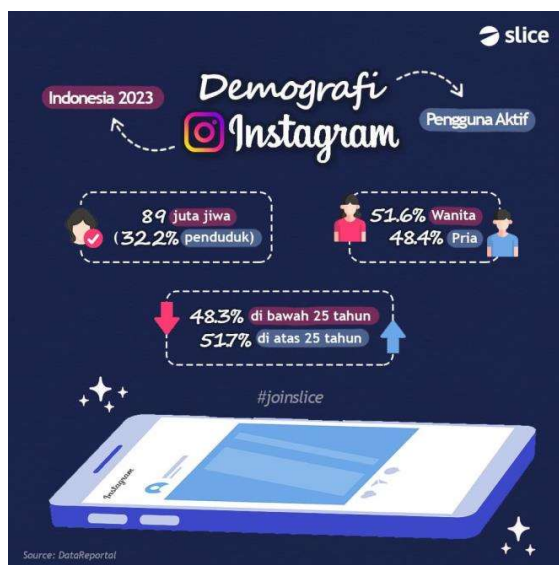 slice
Demografi
Instagram
Indonesia 2023
Pengguna Aktif
89 juta jiwa
(32.2% penduduk)
51.6% Wanita
48.4% Pria
48.3% di bawah 25 tahun
51.7% di atas 25 tahun
#joinslice
Instagram
Source: DataReportal